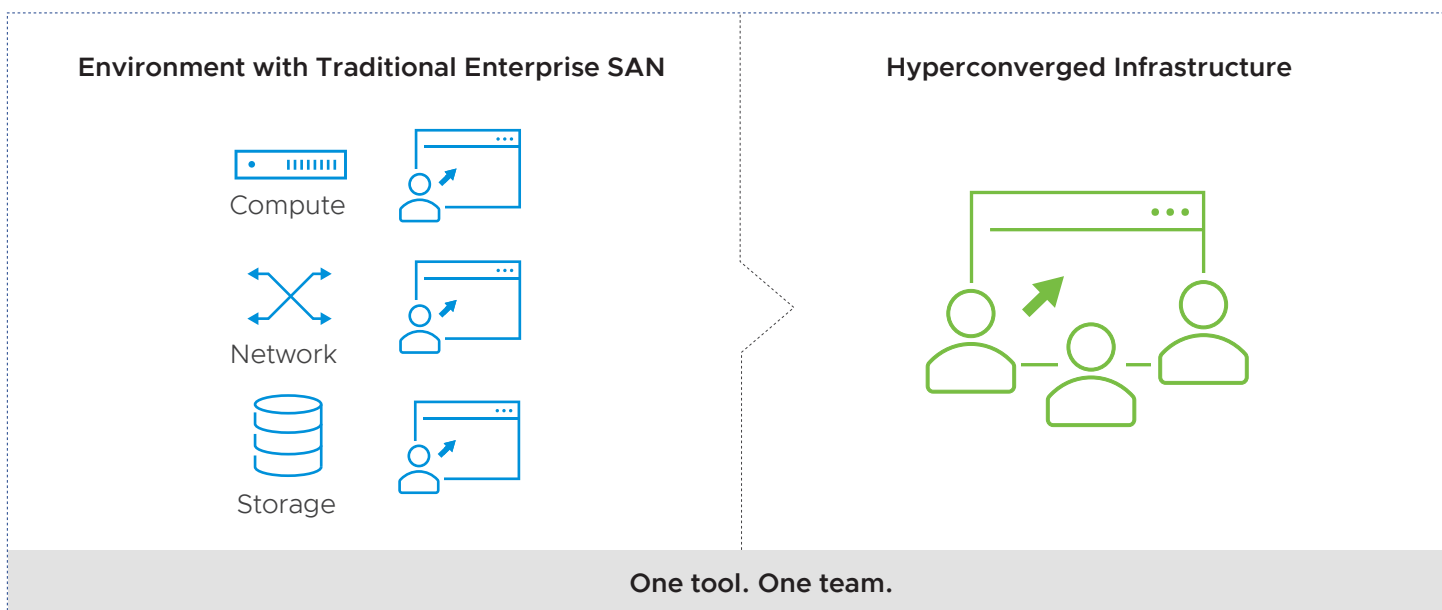 Environment with Traditional Enterprise SAN
Compute
Network
Storage
Hyperconverged Infrastructure
One tool. One team.